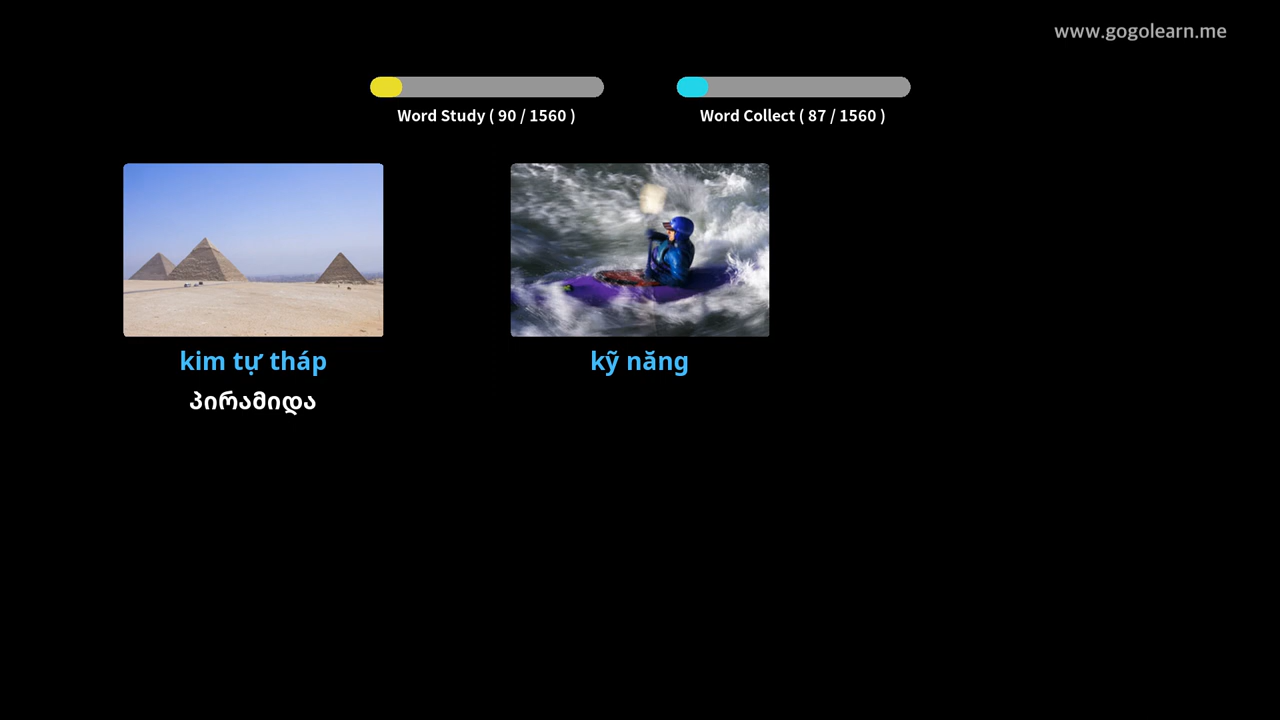 www.gogolearn.me
Word Study ( 90 / 1560 )
Word Collect ( 87 / 1560 )
kim tự tháp
kỹ năng
პირამიდა